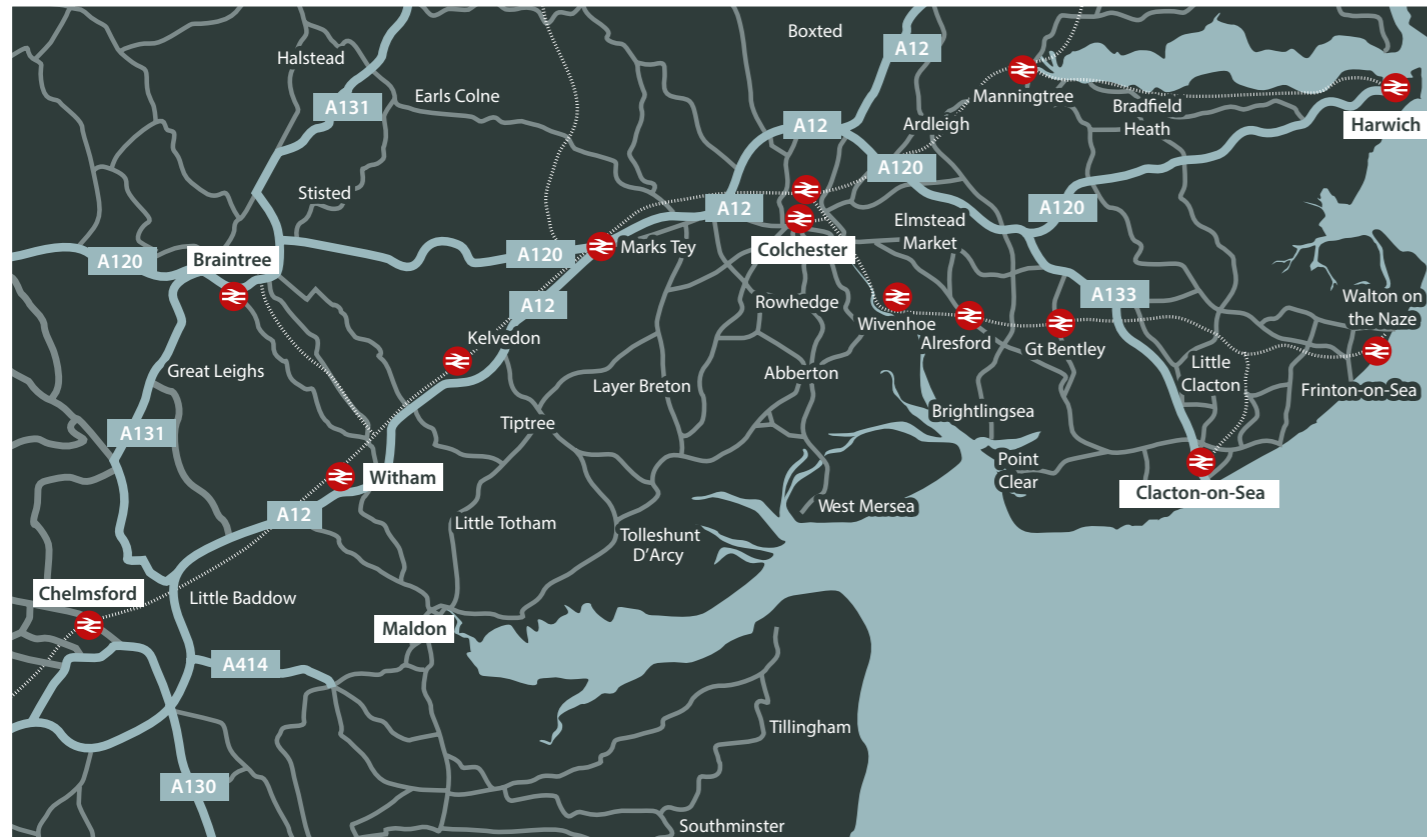 Boxted
A12
Halstead
Manningtree
Earls Colne
A131
Bradfield
Heath
Harwich
A12
Ardleigh
A120
Stisted
A12
A120
Elmstead
Market
Colchester
Marks Tey
A120
A120
Braintree
A133
A12
Rowhedge
Wivenhoe
Walton on
the Naze
Kelvedon
Alresford
Gt Bentley
Great Leighs
Layer Breton
Abberton
Little
Clacton
Frinton-on-Sea
Brightlingsea
Tiptree
A131
Point
Clear
Witham
Clacton-on-Sea
West Mersea
A12
Little Totham
Tolleshunt
D'Arcy
Chelmsford
Little Baddow
Maldon
A414
Tillingham
A130
Southminster